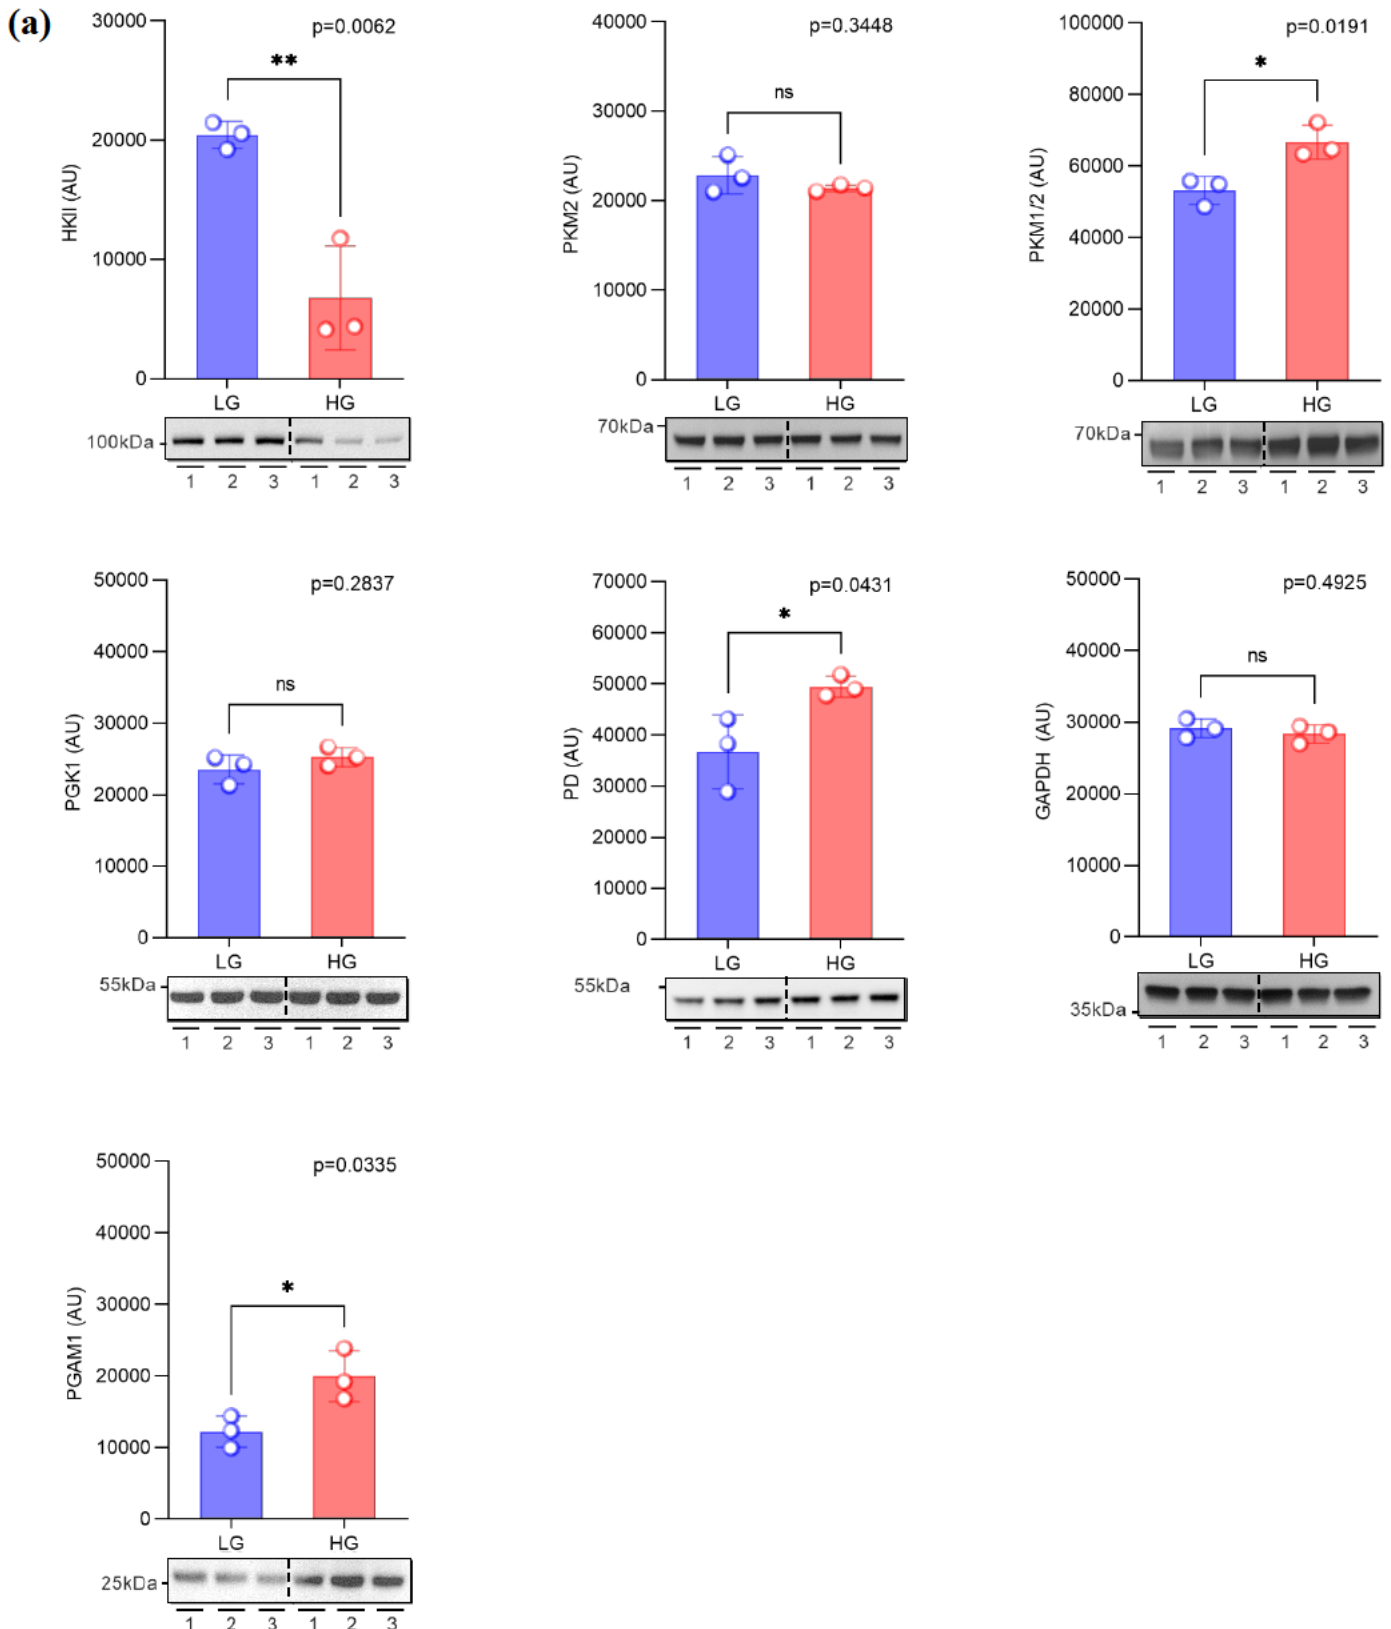 (a)
30000
p=0.0062
**
20000
HKII (AU)
10000
0
LG HG
100kDa
1 2 3 1 2 3
40000
p=0.3448
30000
ns
20000
PKM2 (AU)
10000
0
LG HG
70kDa
1 2 3 1 2 3
100000
p=0.0191
*
80000
60000
PKM1/2 (AU)
40000
20000
0
LG HG
70kDa
1 2 3 1 2 3
50000
p=0.2837
40000
ns
30000
PGK1 (AU)
20000
10000
0
LG HG
55kDa
1 2 3 1 2 3
70000
p=0.0431
*
60000
50000
40000
PD (AU)
30000
20000
10000
0
LG HG
55kDa
1 2 3 1 2 3
50000
p=0.4925
40000
ns
30000
GAPDH (AU)
20000
10000
0
LG HG
35kDa
1 2 3 1 2 3
50000
p=0.0335
40000
*
30000
PGAM1 (AU)
20000
10000
0
LG HG
25kDa
1 2 3 1 2 3